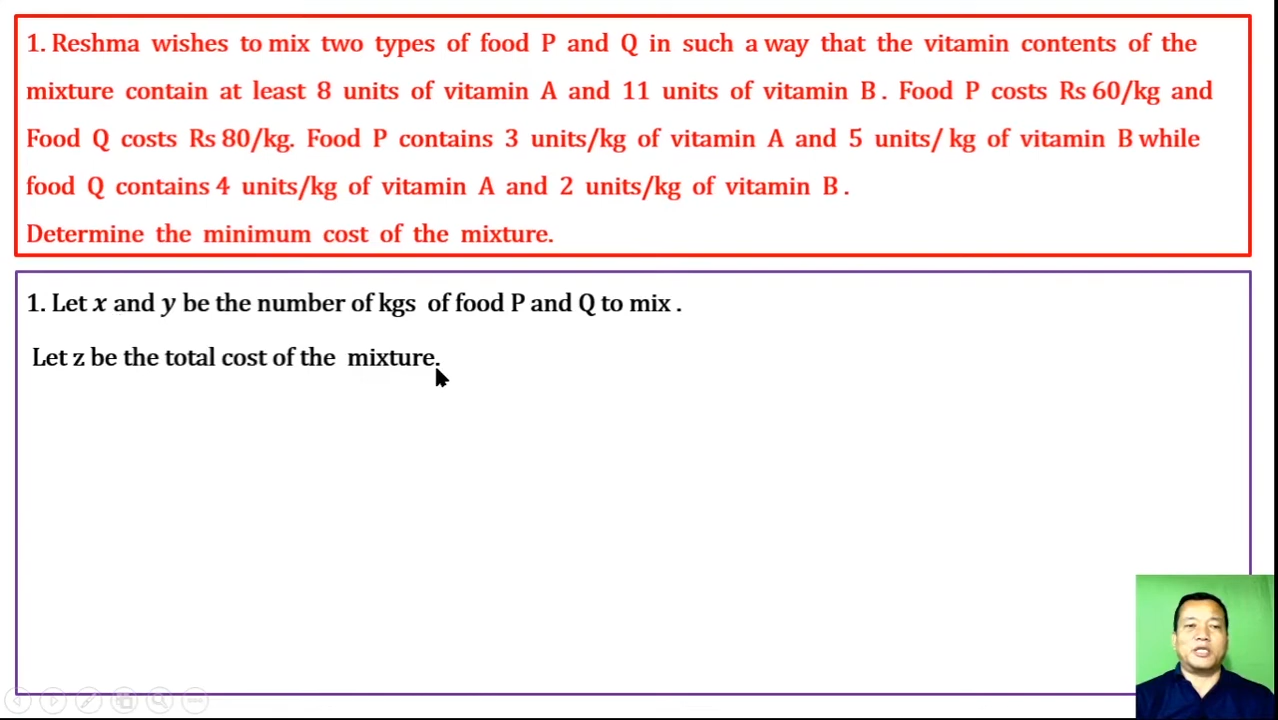 1. Reshma wishes to mix two types of food P and Q in such a way that the vitamin contents of the
mixture contain at least 8 units of vitamin A and 11 units of vitamin B . Food P costs Rs 60/kg and
Food Q costs Rs 80/kg. Food P contains 3 units/kg of vitamin A and 5 units/ kg of vitamin B while
food Q contains 4 units/kg of vitamin A and 2 units/kg of vitamin B .
Determine the minimum cost of the mixture.
1. Let x and y be the number of kgs of food P and Q to mix .
Let z be the total cost of the mixture.